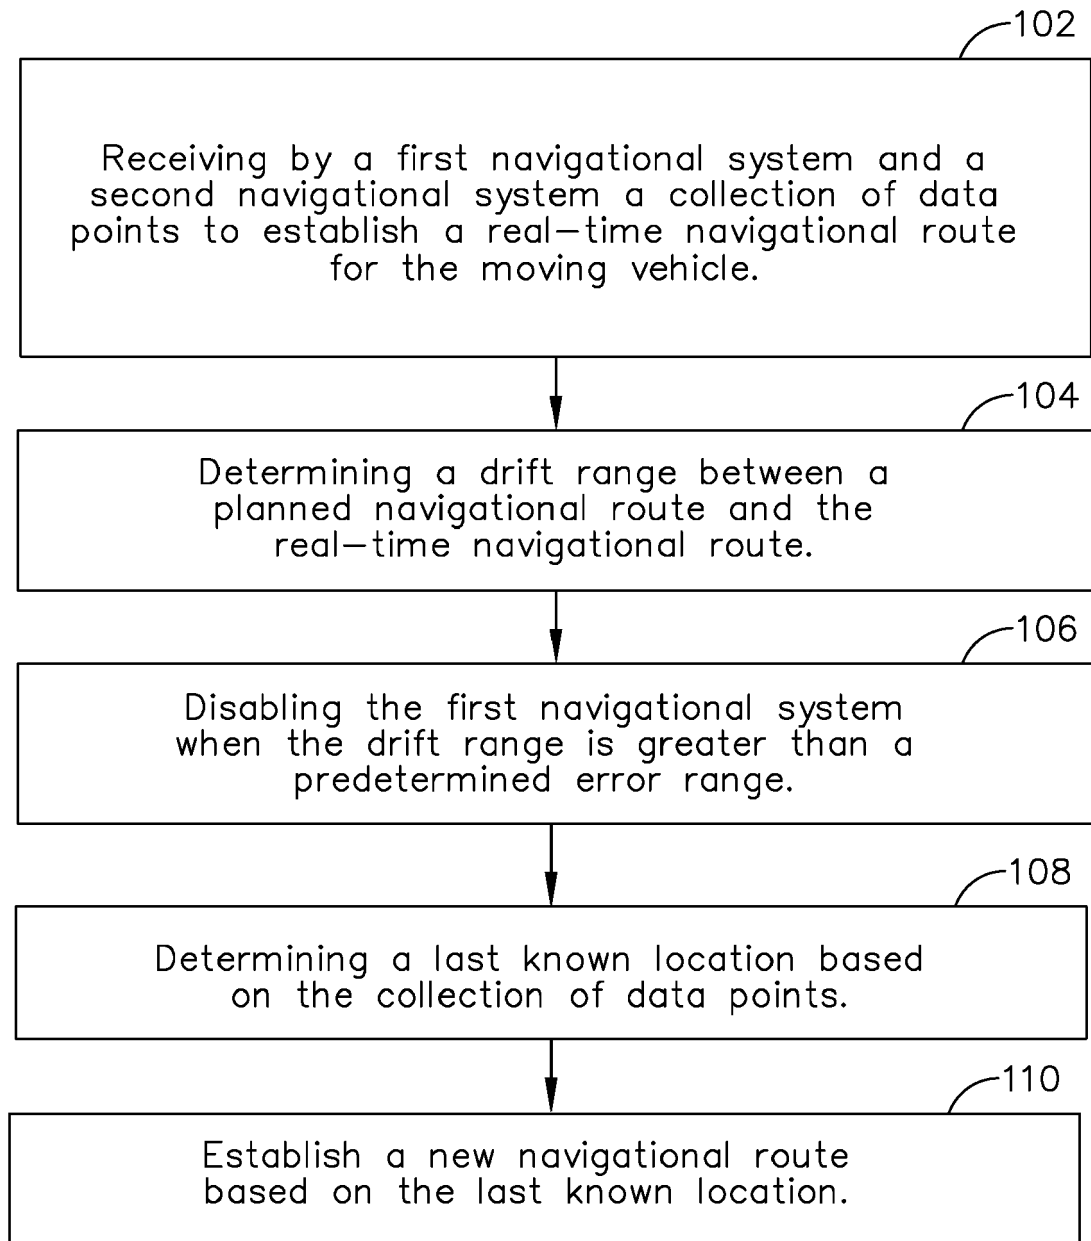 102
Receiving by a first navigational system and a
second navigational system a collection of data
points to establish a real-time navigational route
for the moving vehicle.
104
Determining a drift range between a
planned navigational route and the
real-time navigational route.
106
Disabling the first navigational system
when the drift range is greater than a
predetermined error range.
108
Determining a last known location based
on the collection of data points.
110
Establish a new navigational route
based on the last known location.